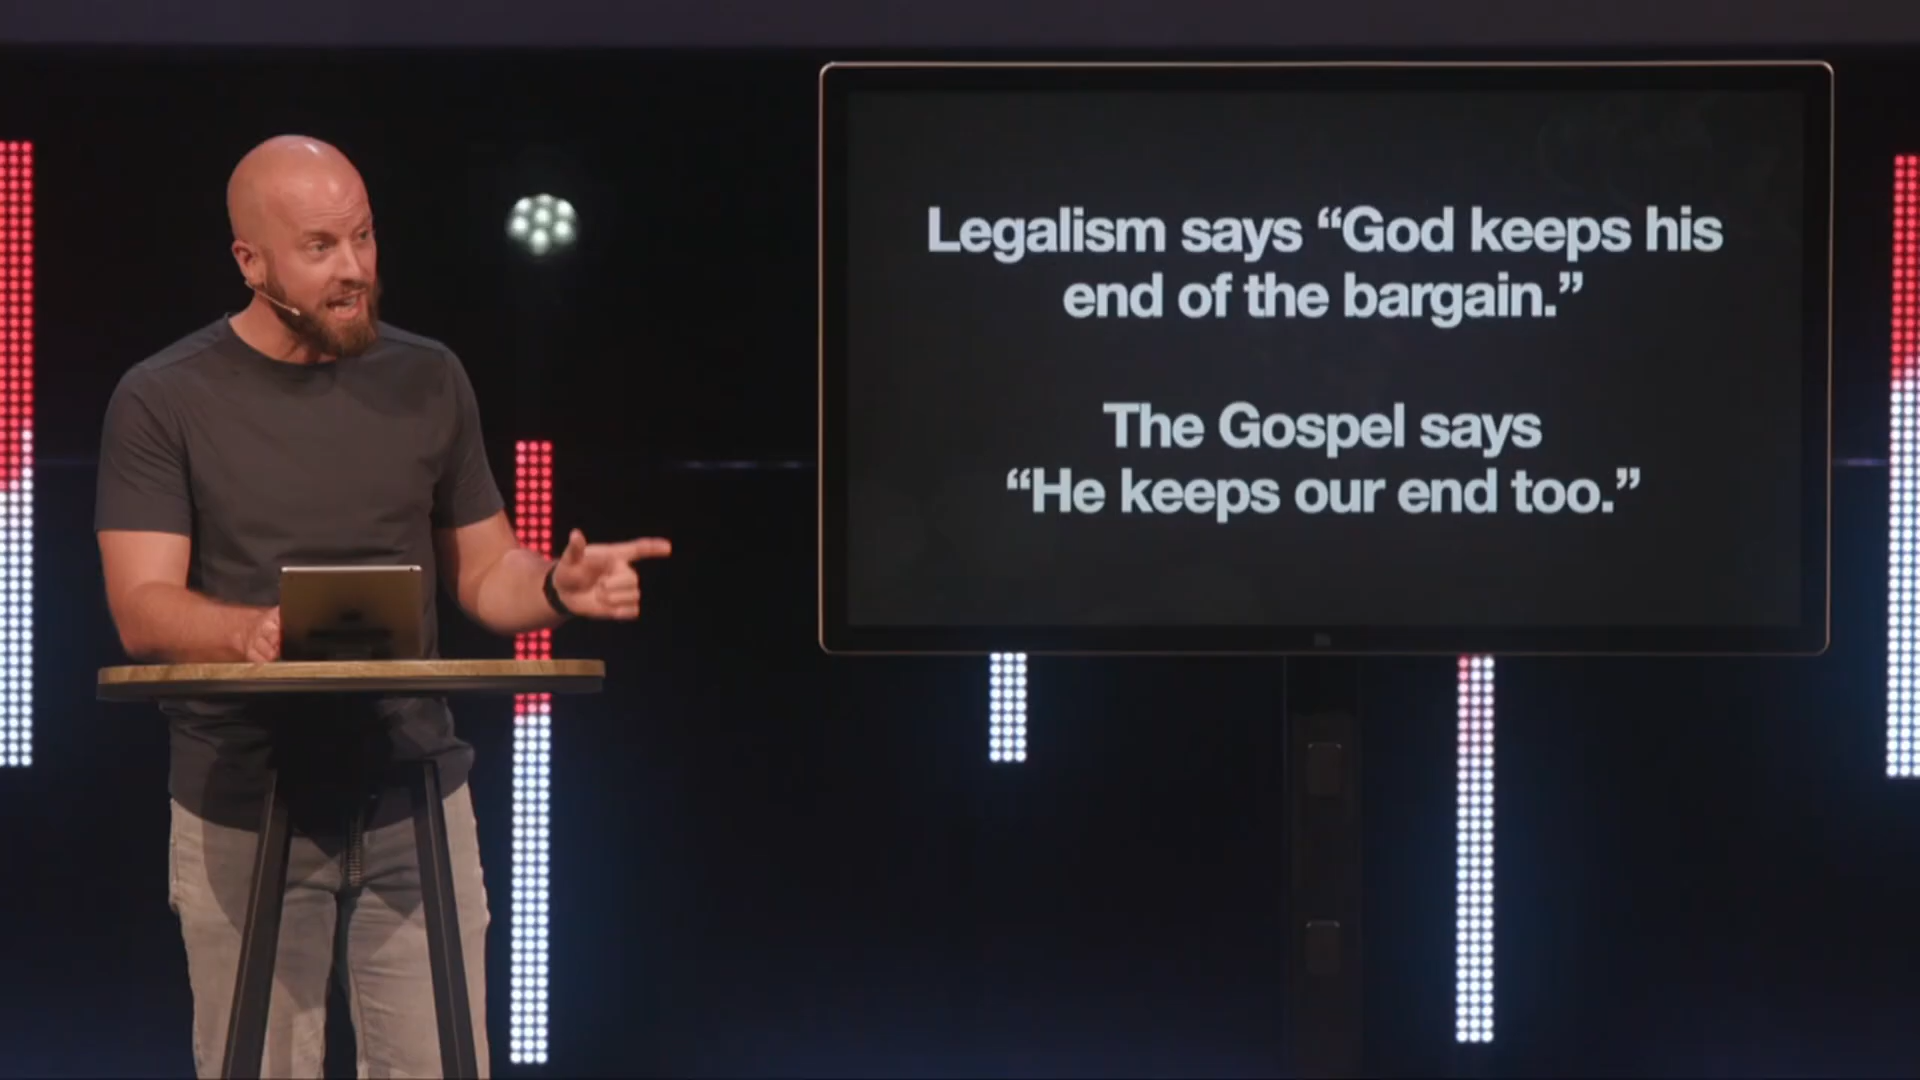 Legalism says “God keeps his
end of the bargain.”
The Gospel says
“He keeps our end too.”